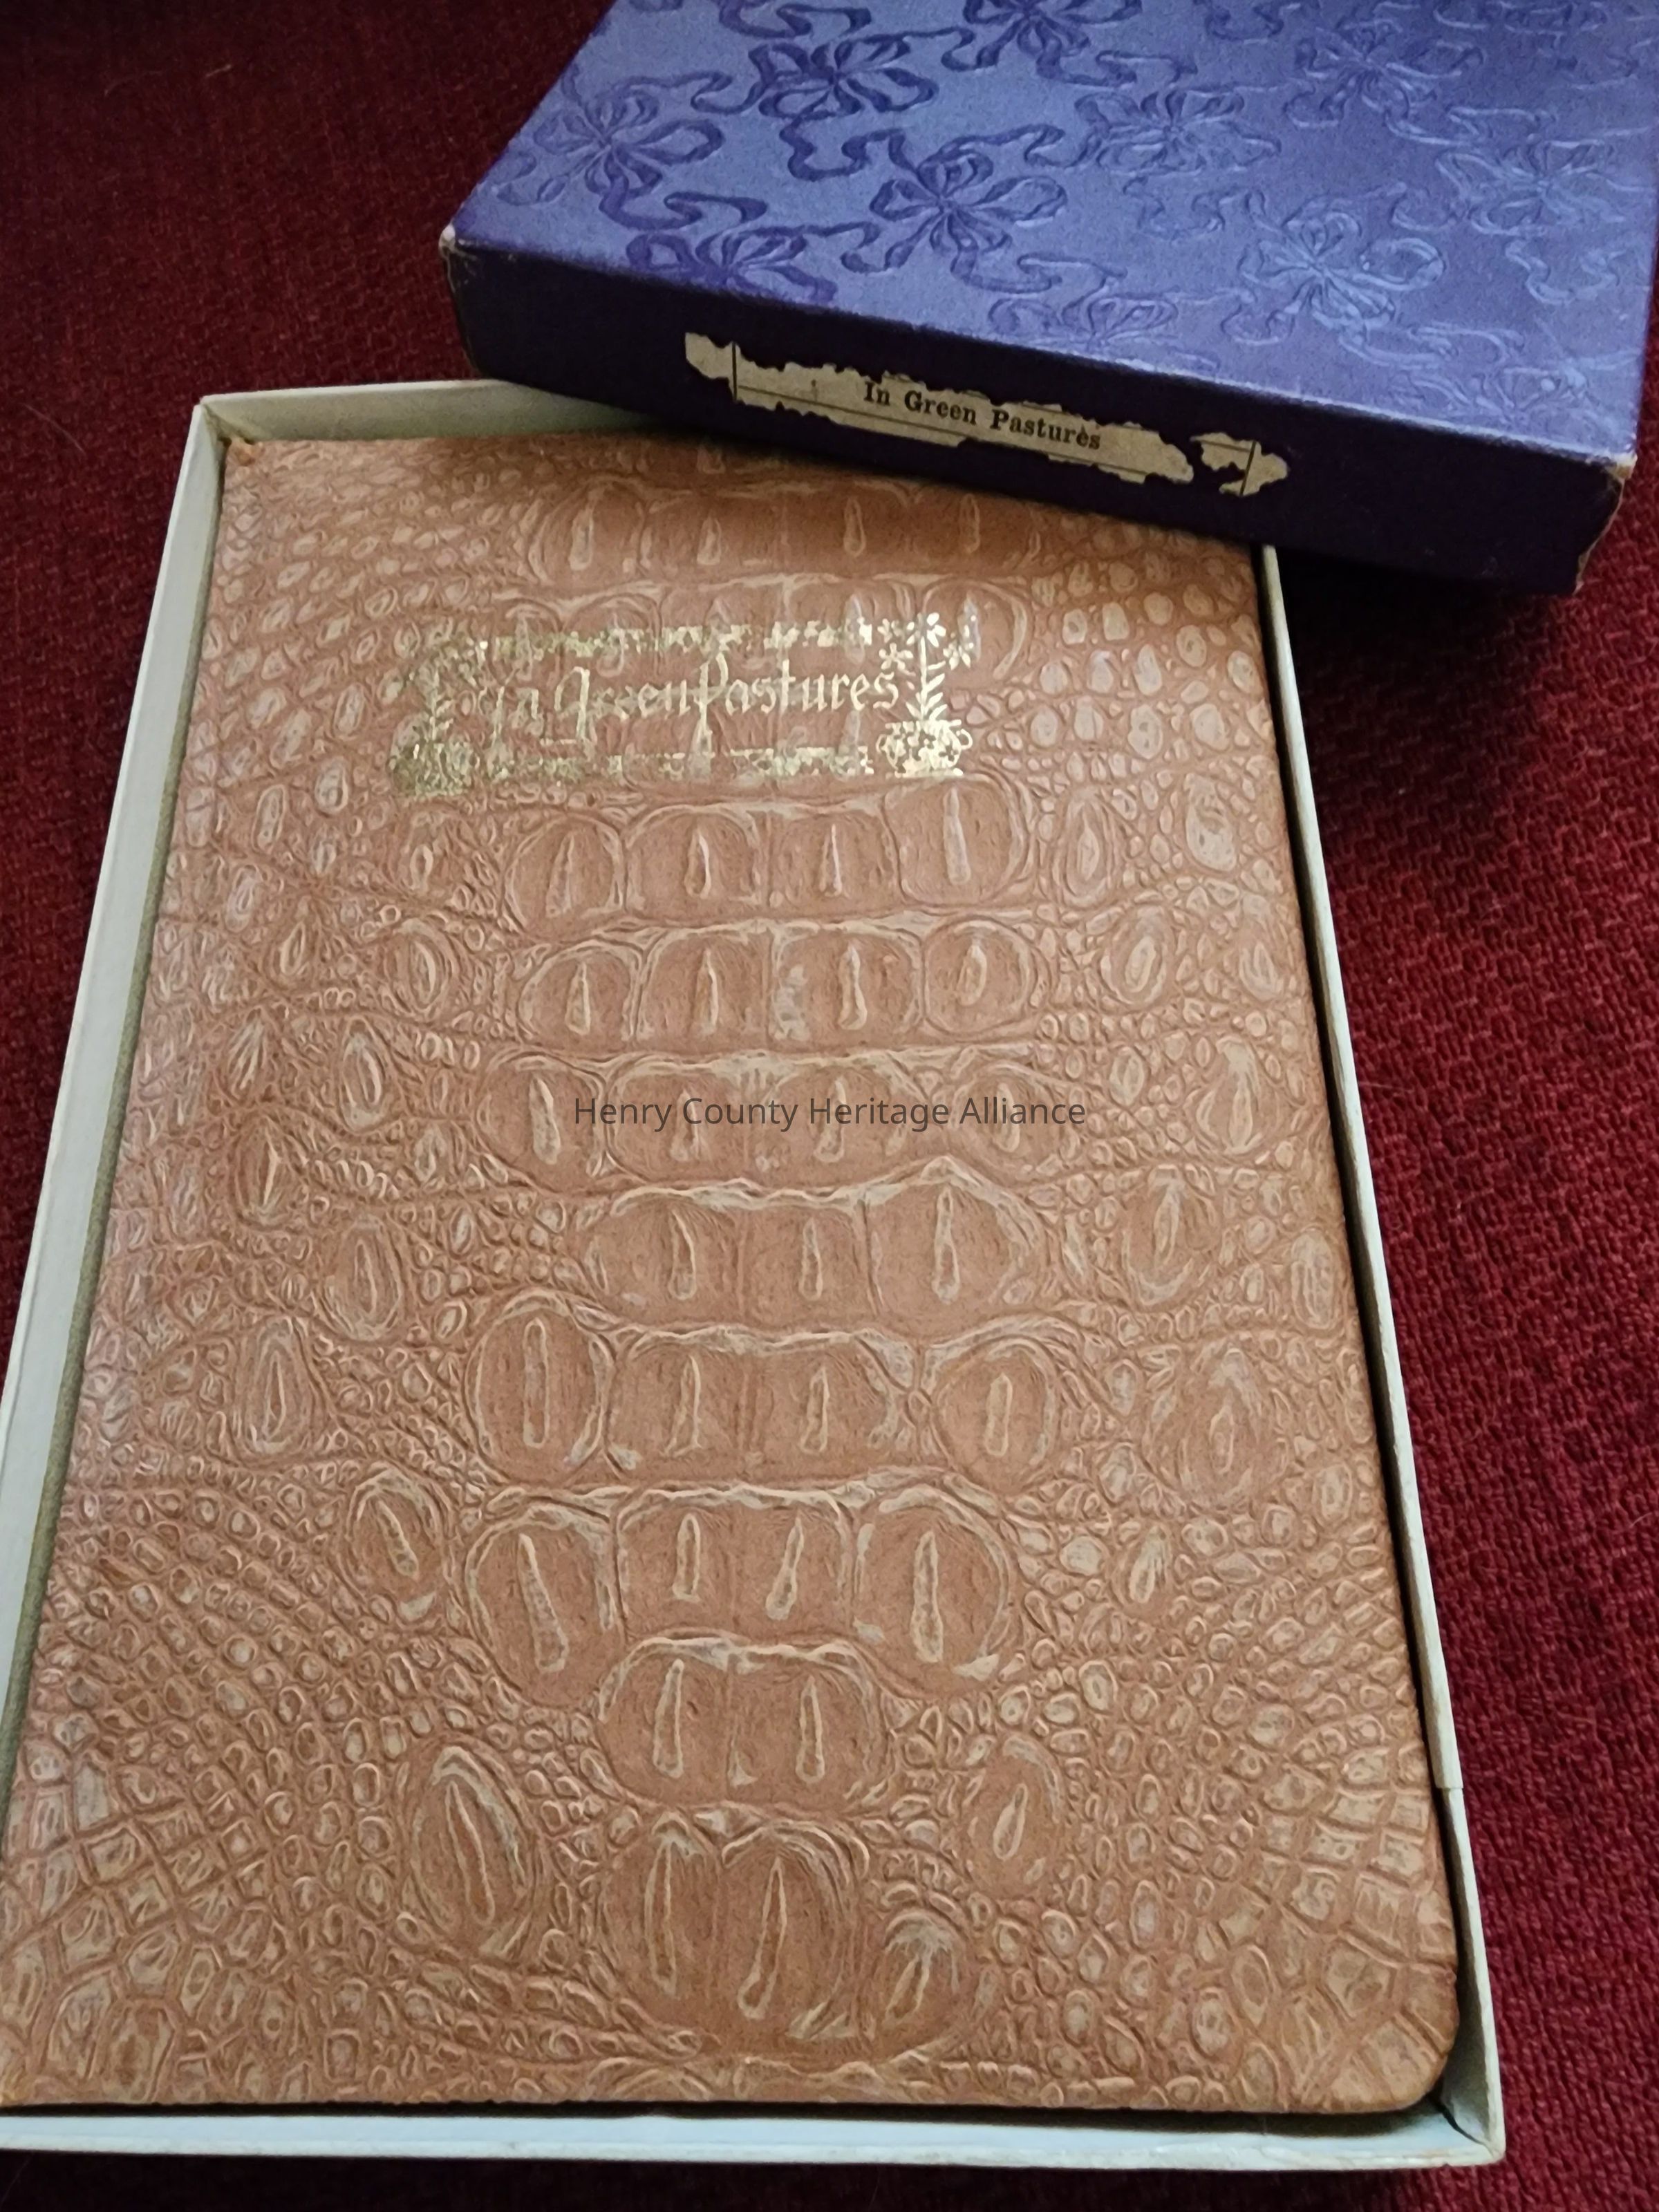 In Green Pastures
In Green Pastures
Henry County Heritage Alliance